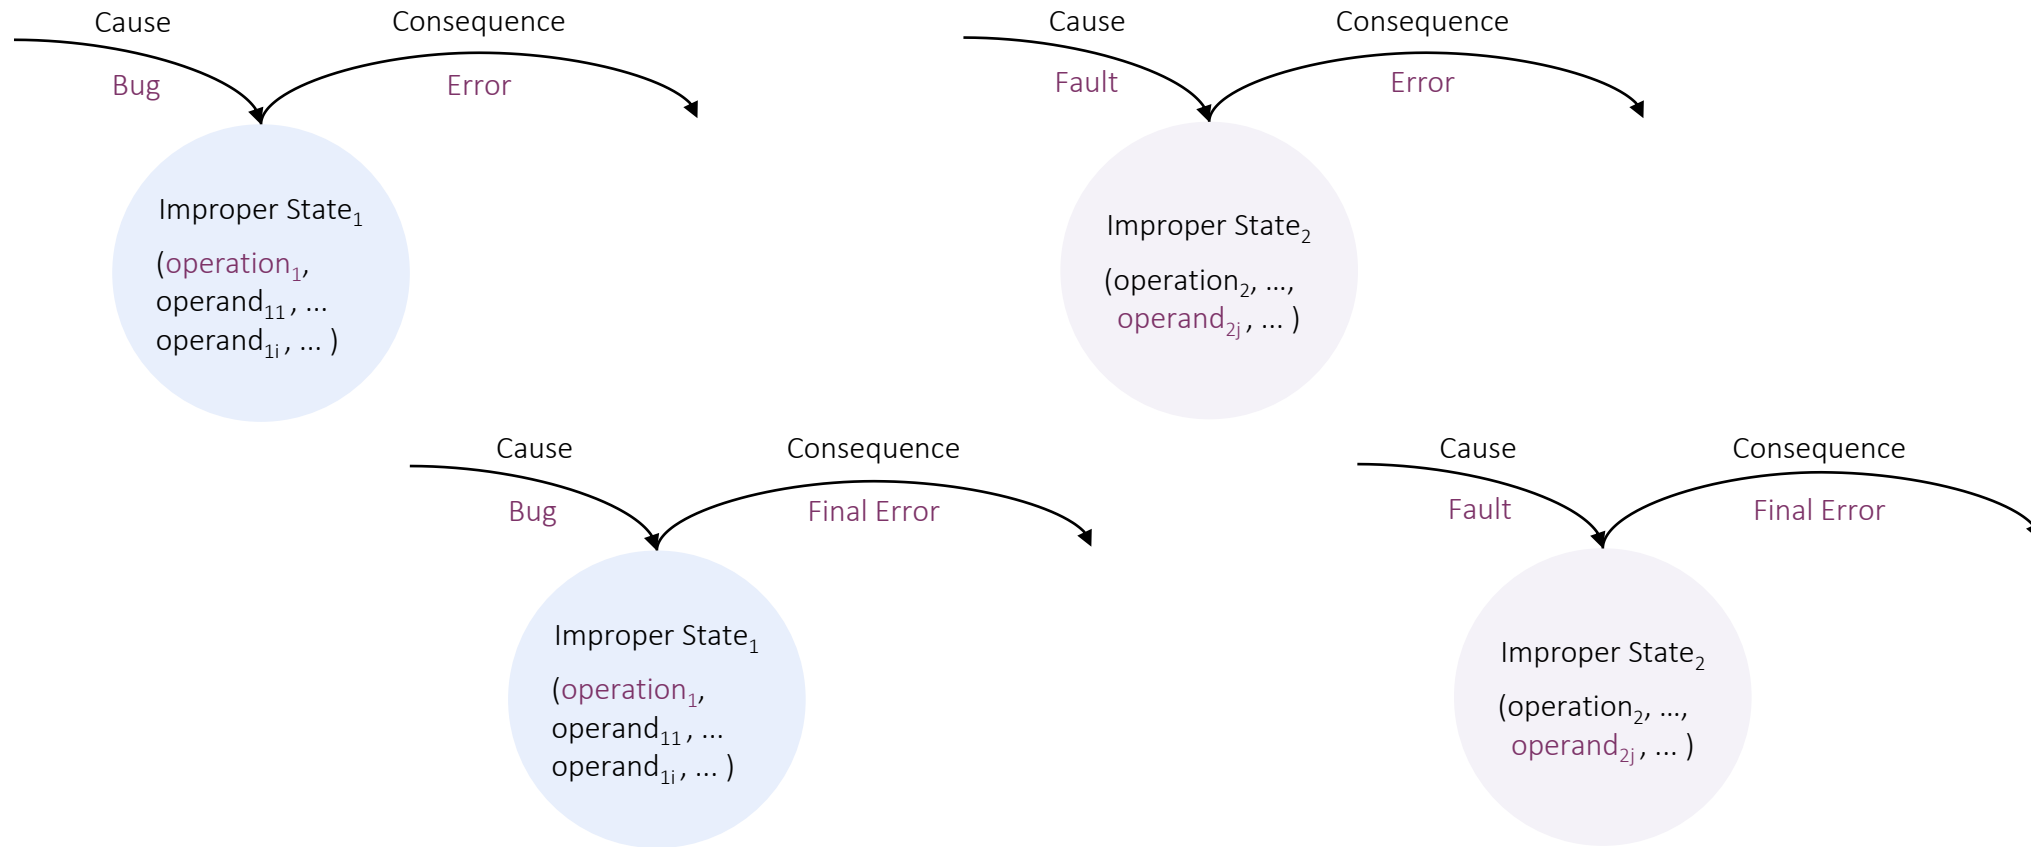 Cause
Consequence
Bug
Error
Improper State₁
(operation₁,
operand₁₁ , ...
operand₁ᵢ , ... )
Cause
Consequence
Fault
Error
Improper State₂
(operation₂, ...,
operand₂ⱼ , ... )
Cause
Consequence
Bug
Final Error
Improper State₁
(operation₁,
operand₁₁ , ...
operand₁ᵢ , ... )
Cause
Consequence
Fault
Final Error
Improper State₂
(operation₂, ...,
operand₂ⱼ , ... )